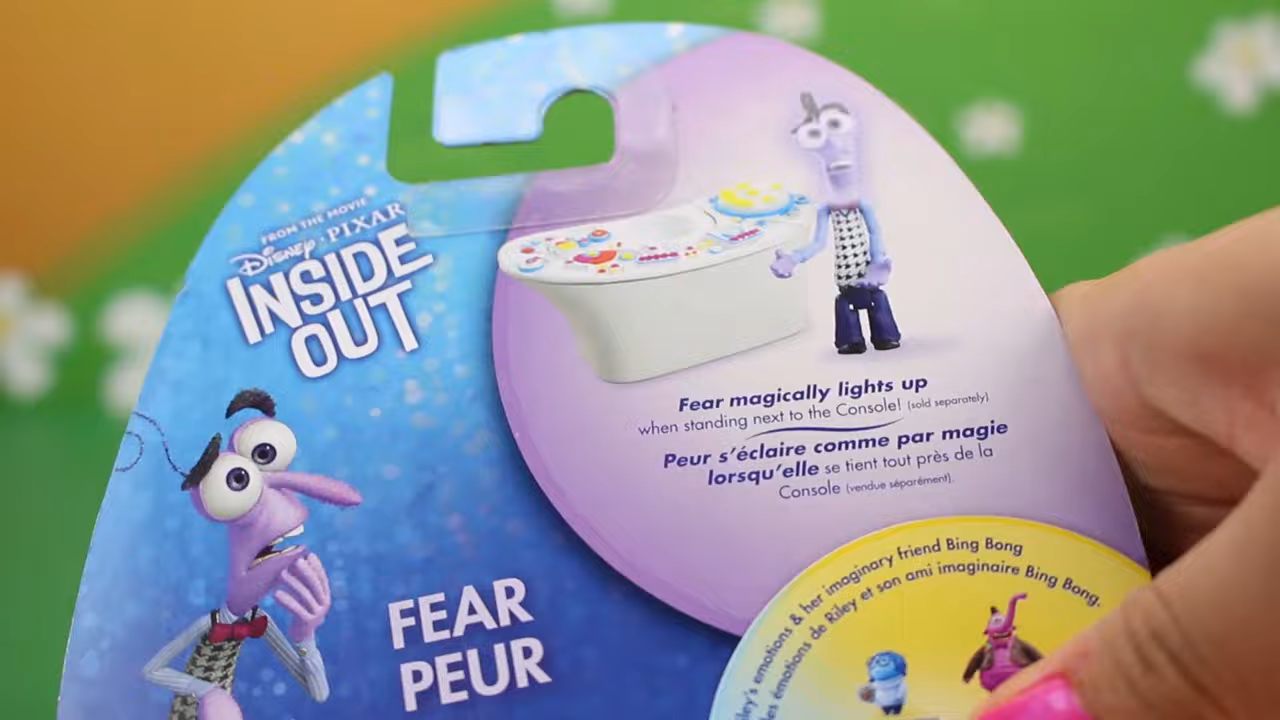 FROM THE MOVIE
Disney · PIXAR
INSIDE
OUT
Fear magically lights up
when standing next to the Console! (sold separately)
Peur s'éclaire comme par magie
lorsqu'elle se tient tout près de la
Console (vendue séparément).
FEAR
PEUR
emotions & her imaginary friend Bing Bong
émotions de Riley et son ami imaginaire Bing Bong.